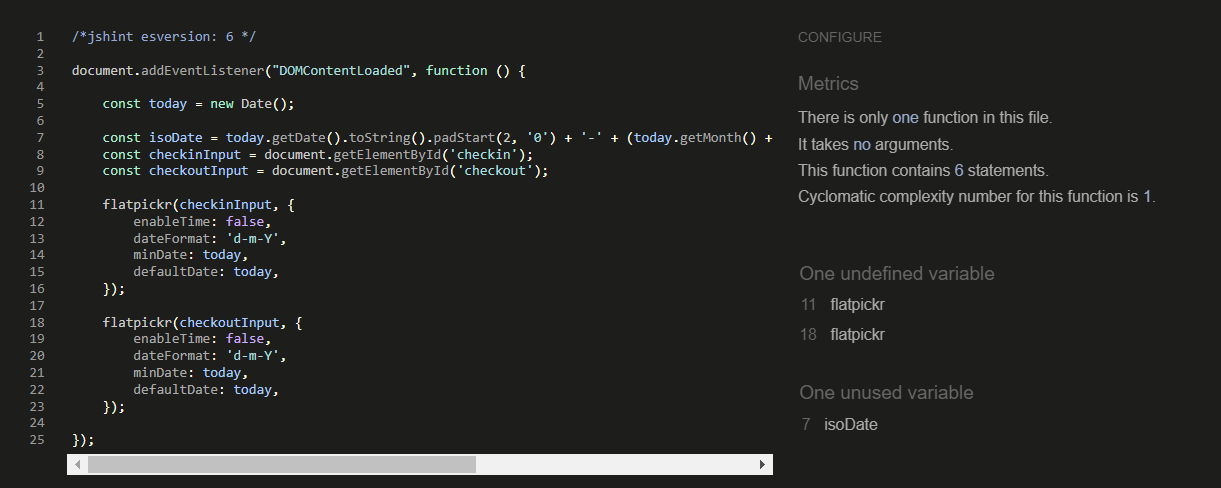 1 /*jshint esversion: 6 */
2
3 document.addEventListener("DOMContentLoaded", function () {
4
5 const today = new Date();
6
7 const isoDate = today.getDate().toString().padStart(2, '0') + '-' + (today.getMonth() +
8 const checkinInput = document.getElementById('checkin');
9 const checkoutInput = document.getElementById('checkout');
10
11 flatpickr(checkinInput, {
12 enableTime: false,
13 dateFormat: 'd-m-Y',
14 minDate: today,
15 defaultDate: today,
16 });
17
18 flatpickr(checkoutInput, {
19 enableTime: false,
20 dateFormat: 'd-m-Y',
21 minDate: today,
22 defaultDate: today,
23 });
24
25 });
CONFIGURE
Metrics
There is only one function in this file.
It takes no arguments.
This function contains 6 statements.
Cyclomatic complexity number for this function is 1.
One undefined variable
11 flatpickr
18 flatpickr
One unused variable
7 isoDate